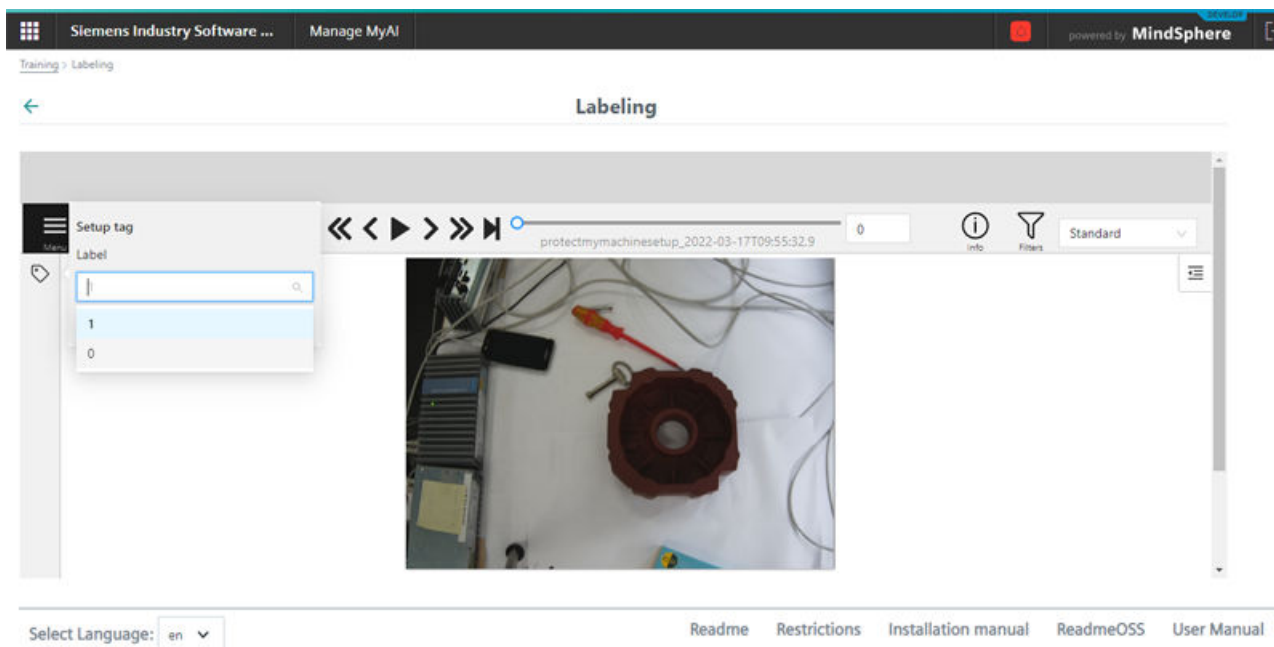 Siemens Industry Software ... Manage MyAI powered by MindSphere
Training > Labeling
Labeling
Setup tag
Label
1
0
Menu
protectmymachinesetup_2022-03-17T09:55:32.9
0
Info
Filters
Standard
Select Language: en
Readme Restrictions Installation manual ReadmeOSS User Manual